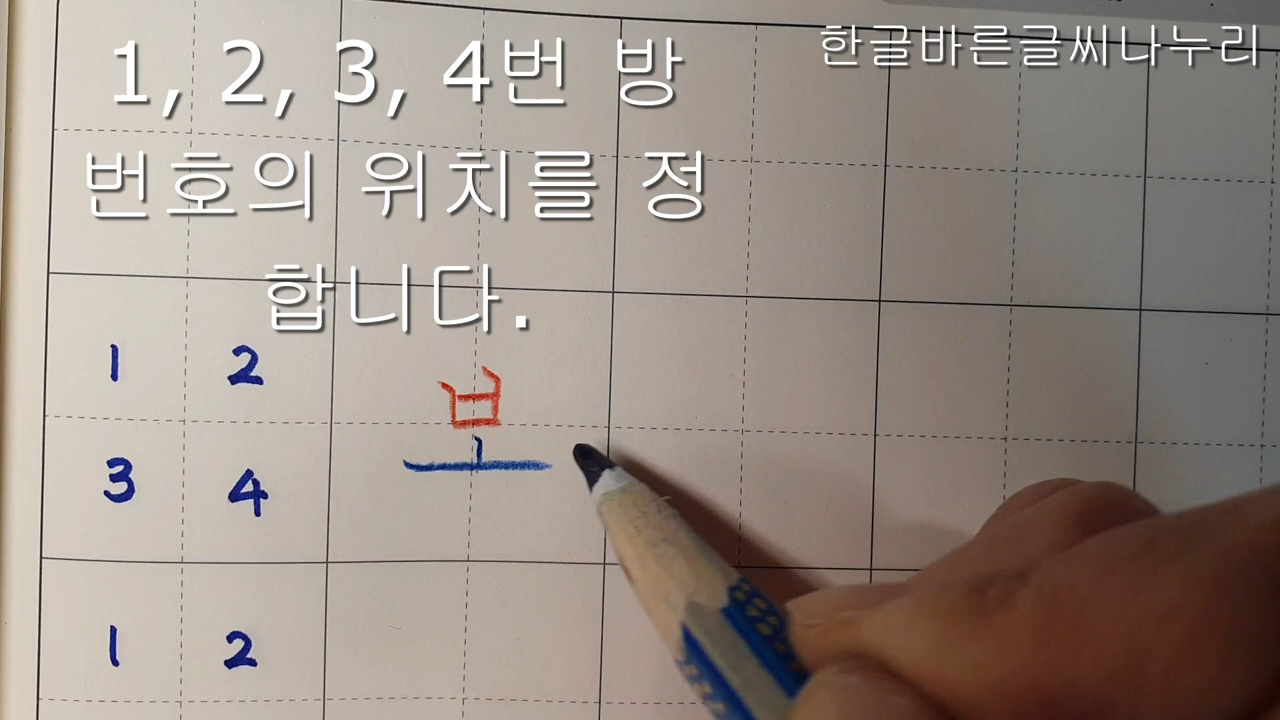 한글바른글씨나누리
1, 2, 3, 4번 방
번호의 위치를 정
합니다.
1 2
보
3 4
1 2